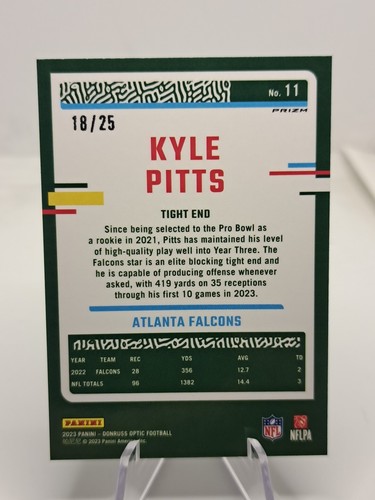 No. 11
PRIZM
18/25
KYLE
PITTS
TIGHT END
Since being selected to the Pro Bowl as
a rookie in 2021, Pitts has maintained his level
of high-quality play well into Year Three. The
Falcons star is an elite blocking tight end and
he is capable of producing offense whenever
asked, with 419 yards on 35 receptions
through his first 10 games in 2023.
ATLANTA FALCONS
YEAR TEAM REC YDS AVG TD
2022 FALCONS 28 356 12.7 2
NFL TOTALS 96 1382 14.4 3
PANINI
2023 PANINI - DONRUSS OPTIC FOOTBALL
© 2023 Panini America, Inc.
NFL
NFLPA